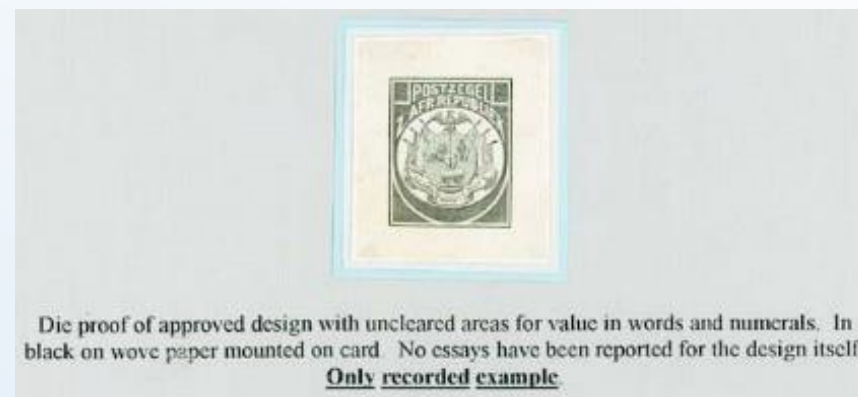 POSTZEGEL
Z. AFR. REPUBLIEK
Die proof of approved design with uncleared areas for value in words and numerals. In
black on wove paper mounted on card. No essays have been reported for the design itself
Only recorded example.